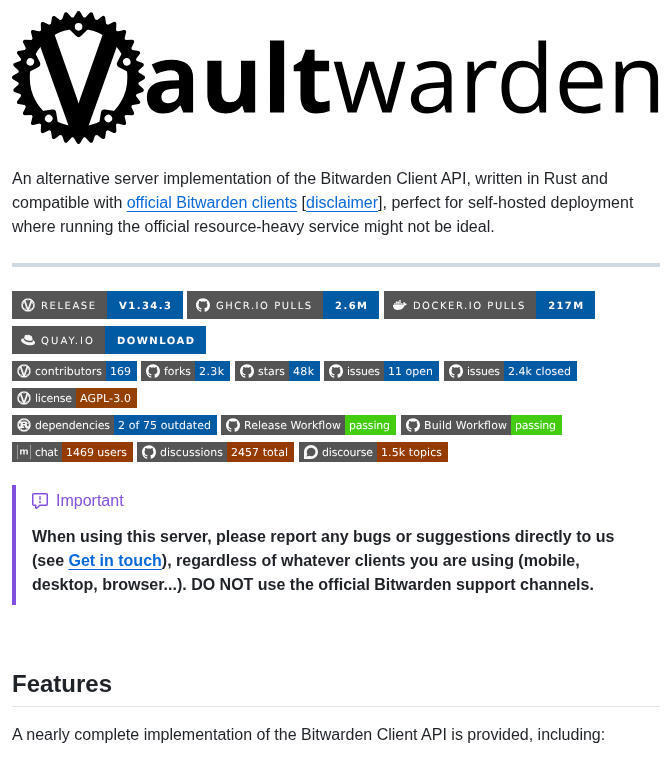 Vaultwarden
An alternative server implementation of the Bitwarden Client API, written in Rust and
compatible with official Bitwarden clients [disclaimer], perfect for self-hosted deployment
where running the official resource-heavy service might not be ideal.
RELEASE V1.34.3 GHCR.IO PULLS 2.6M DOCKER.IO PULLS 217M
QUAY.IO DOWNLOAD
contributors 169 forks 2.3k stars 48k issues 11 open issues 2.4k closed
license AGPL-3.0
dependencies 2 of 75 outdated Release Workflow passing Build Workflow passing
[m] chat 1469 users discussions 2457 total discourse 1.5k topics
Important
When using this server, please report any bugs or suggestions directly to us
(see Get in touch), regardless of whatever clients you are using (mobile,
desktop, browser...). DO NOT use the official Bitwarden support channels.
Features
A nearly complete implementation of the Bitwarden Client API is provided, including: